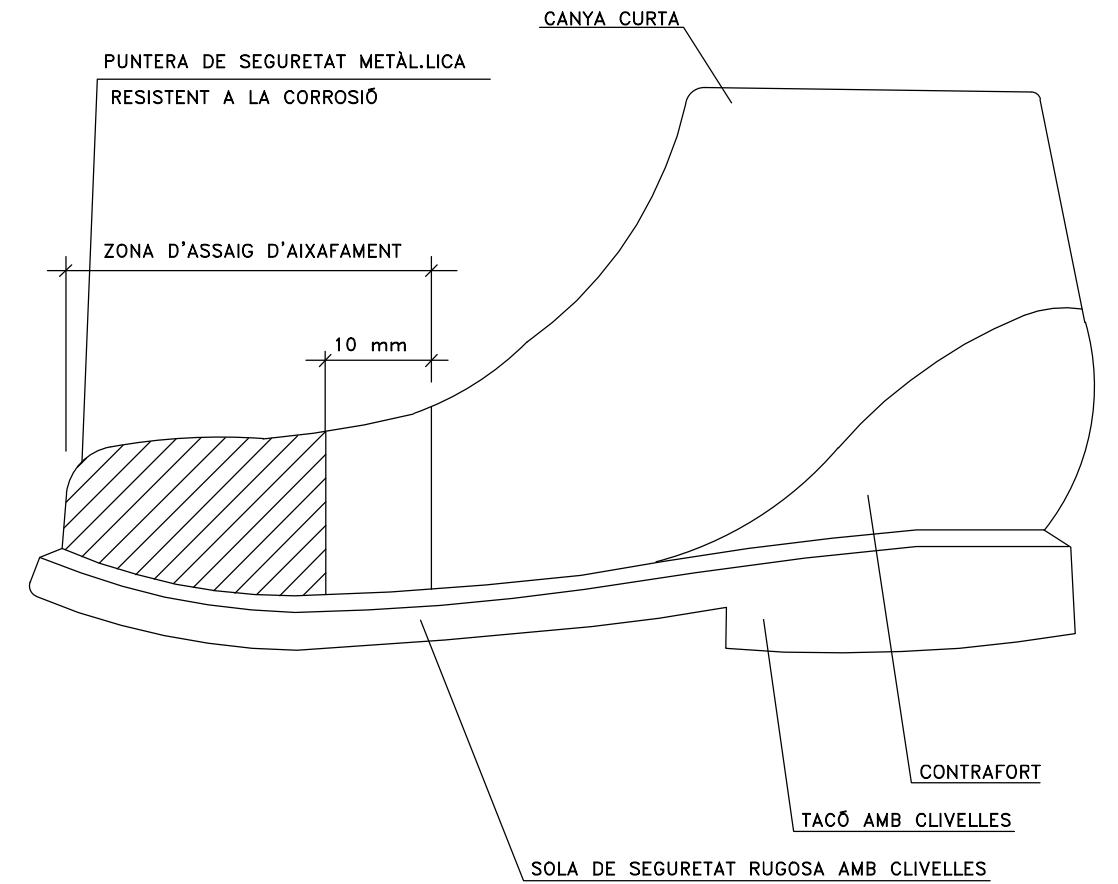 CANYA CURTA
PUNTERA DE SEGURETAT METÀL.LICA
RESISTENT A LA CORROSIÓ
ZONA D'ASSAIG D'AIXAFAMENT
10 mm
CONTRAFORT
TACÓ AMB CLIVELLES
SOLA DE SEGURETAT RUGOSA AMB CLIVELLES